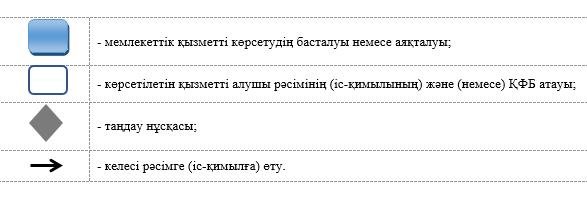 - мемлекеттік қызметті көрсетудің басталуы немесе аяқталуы;
- көрсетілетін қызметті алушы рәсімінің (іс-қимылының) және (немесе) ҚФБ атауы;
- таңдау нұсқасы;
- келесі рәсімге (іс-қимылға) өту.